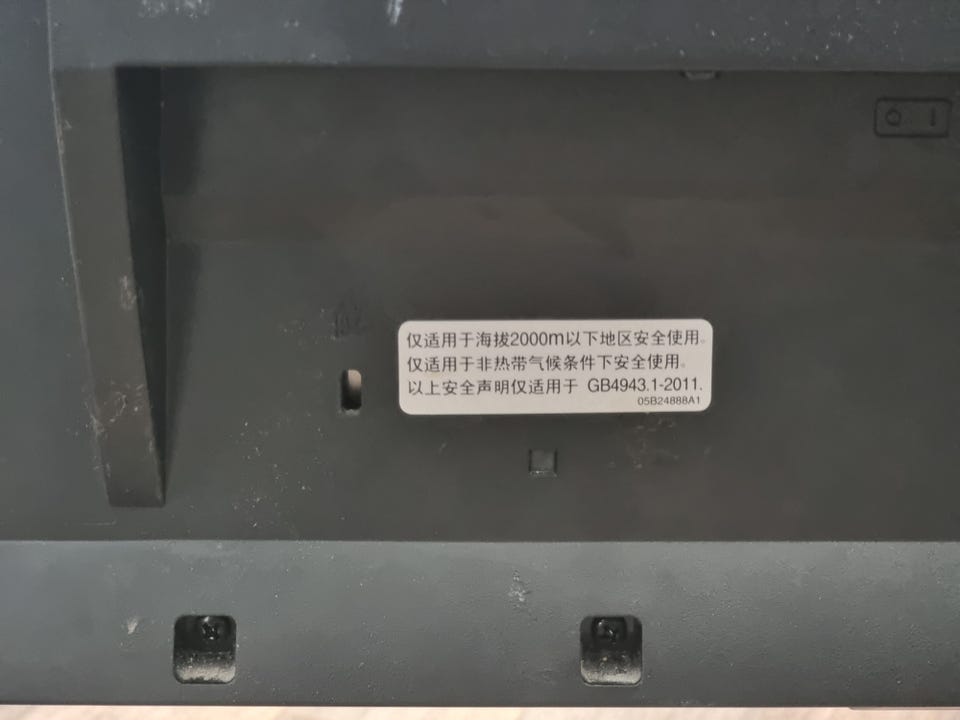 仅适用于海拔2000m以下地区安全使用。
仅适用于非热带气候条件下安全使用。
以上安全声明仅适用于 GB4943.1-2011.
05B24888A1